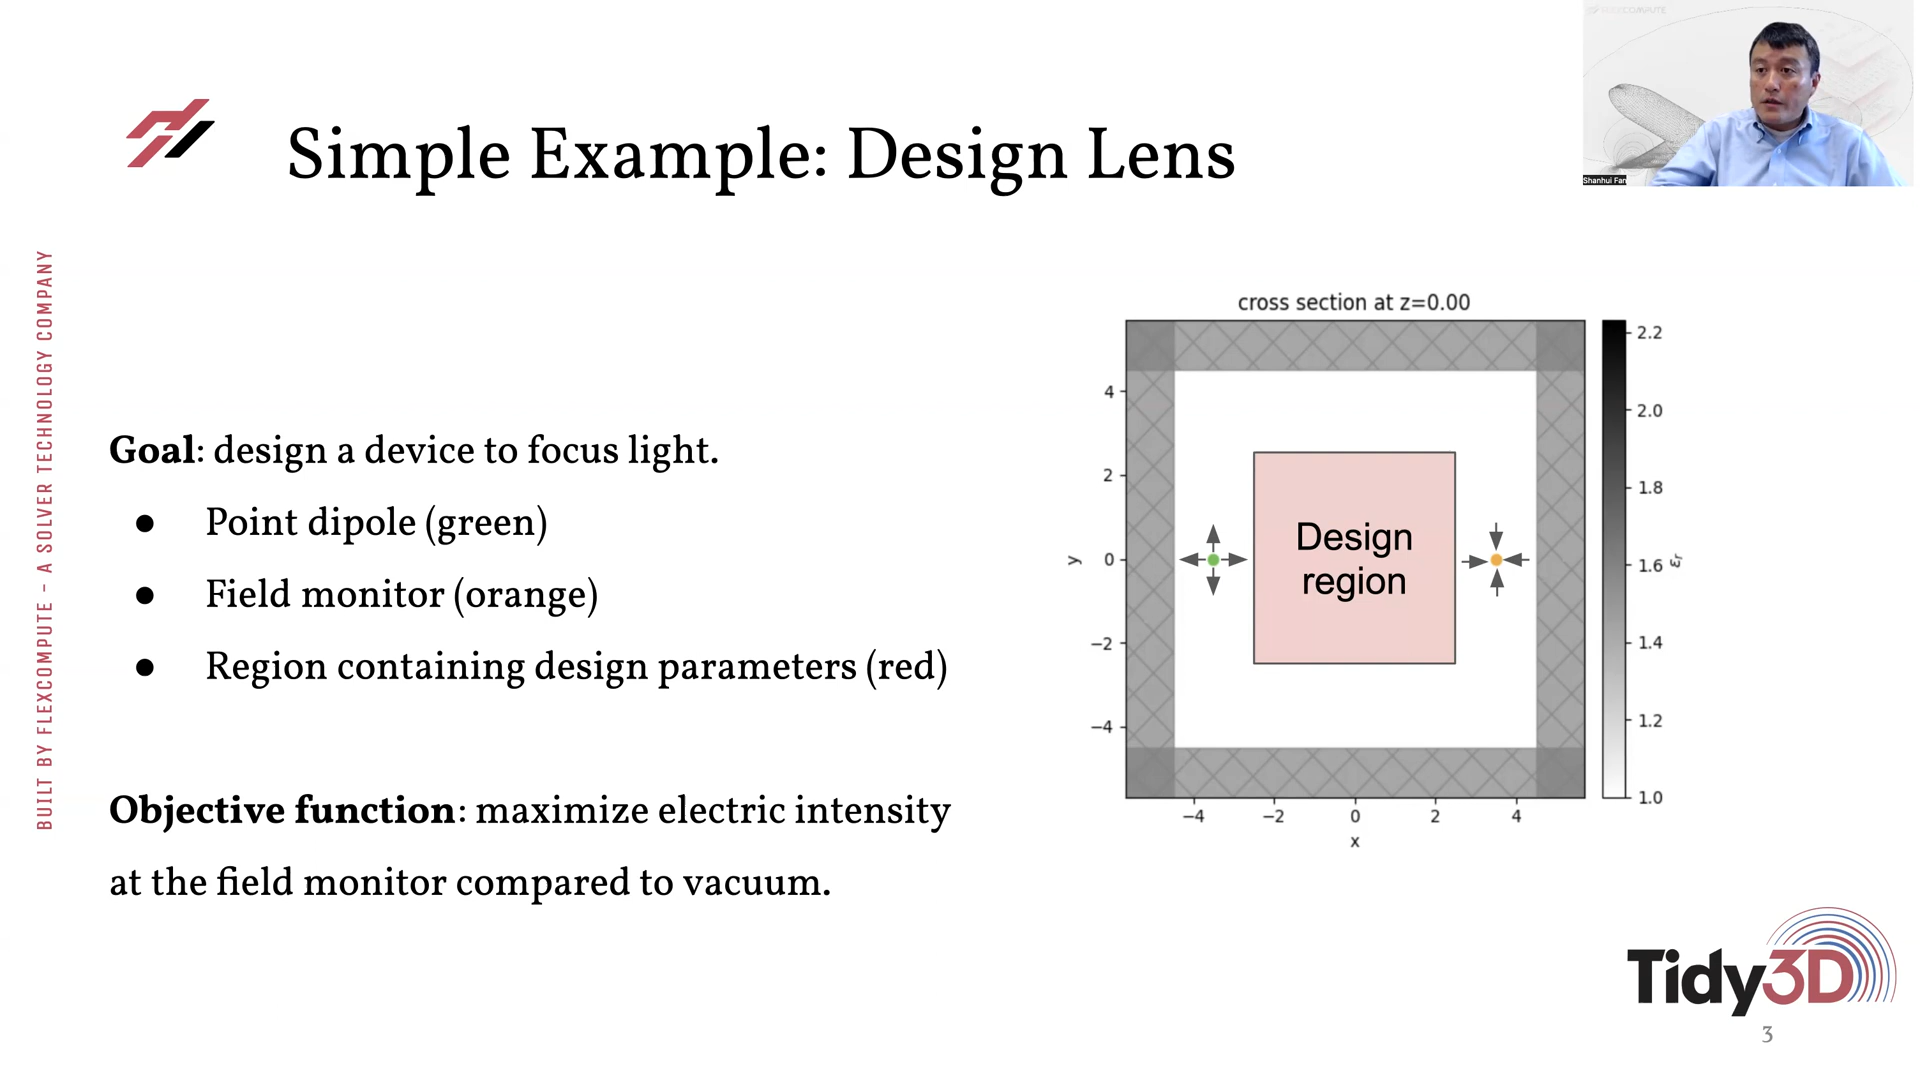 FLEXCOMPUTE
Shanhui Fan
Simple Example: Design Lens
BUILT BY FLEXCOMPUTE – A SOLVER TECHNOLOGY COMPANY
Goal: design a device to focus light.
● Point dipole (green)
● Field monitor (orange)
● Region containing design parameters (red)
Objective function: maximize electric intensity
at the field monitor compared to vacuum.
cross section at z=0.00
4
2
0
−2
−4
y
Design
region
−4 −2 0 2 4
x
2.2
2.0
1.8
1.6
1.4
1.2
1.0
εr
Tidy3D
3